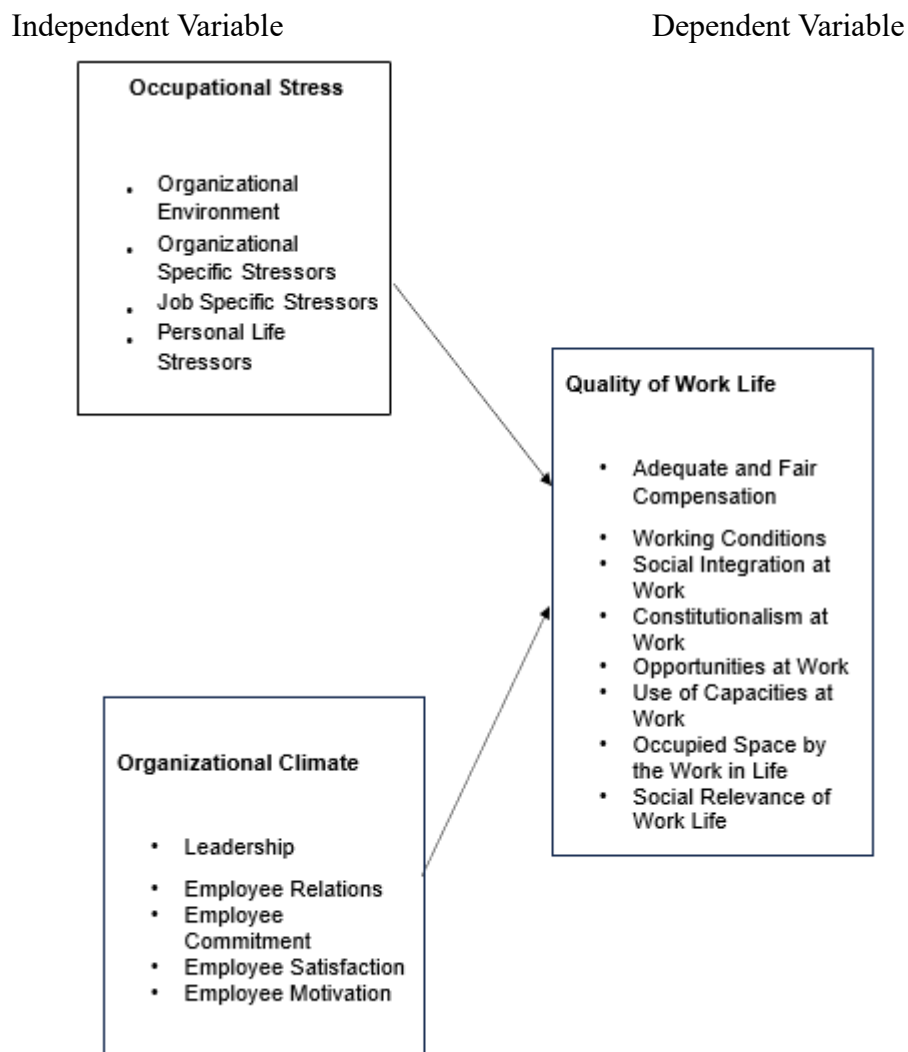 Independent Variable
Dependent Variable
Occupational Stress
• Organizational
Environment
• Organizational
Specific Stressors
• Job Specific Stressors
• Personal Life
Stressors
Quality of Work Life
• Adequate and Fair
Compensation
• Working Conditions
• Social Integration at
Work
• Constitutionalism at
Work
• Opportunities at Work
• Use of Capacities at
Work
• Occupied Space by
the Work in Life
• Social Relevance of
Work Life
Organizational Climate
• Leadership
• Employee Relations
• Employee
Commitment
• Employee Satisfaction
• Employee Motivation